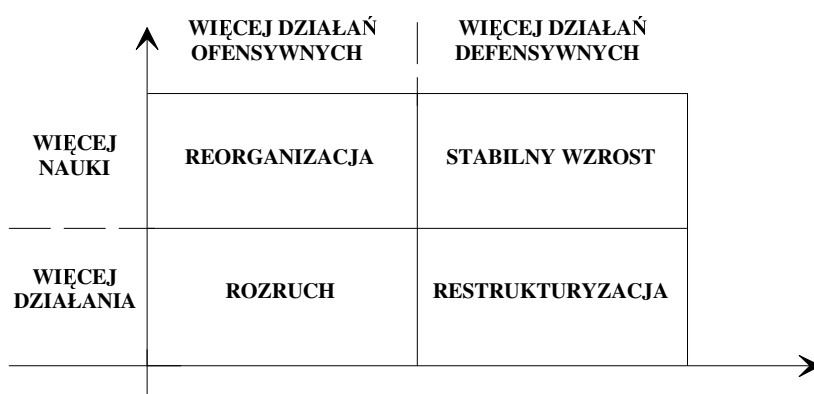 WIĘCEJ DZIAŁAŃ
OFENSYWNYCH
WIĘCEJ DZIAŁAŃ
DEFENSYWNYCH
WIĘCEJ
NAUKI
REORGANIZACJA
STABILNY WZROST
WIĘCEJ
DZIAŁANIA
ROZRUCH
RESTRUKTURYZACJA